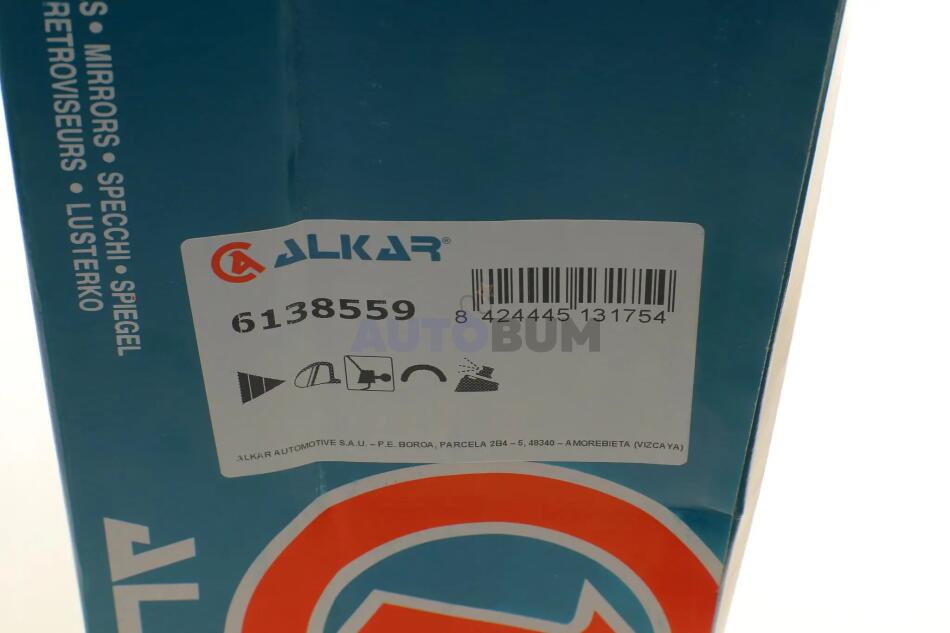 S • MIRRORS • SPECCHI • SPIEGEL
RETROVISEURS • LUSTERKO
ALKAR®
6138559
8 424445 131754
AUTOBUM
ALKAR AUTOMOTIVE S.A.U. – P.E. BOROA, PARCELA 2B4 – 5, 48340 – AMOREBIETA (VIZCAYA)
AL